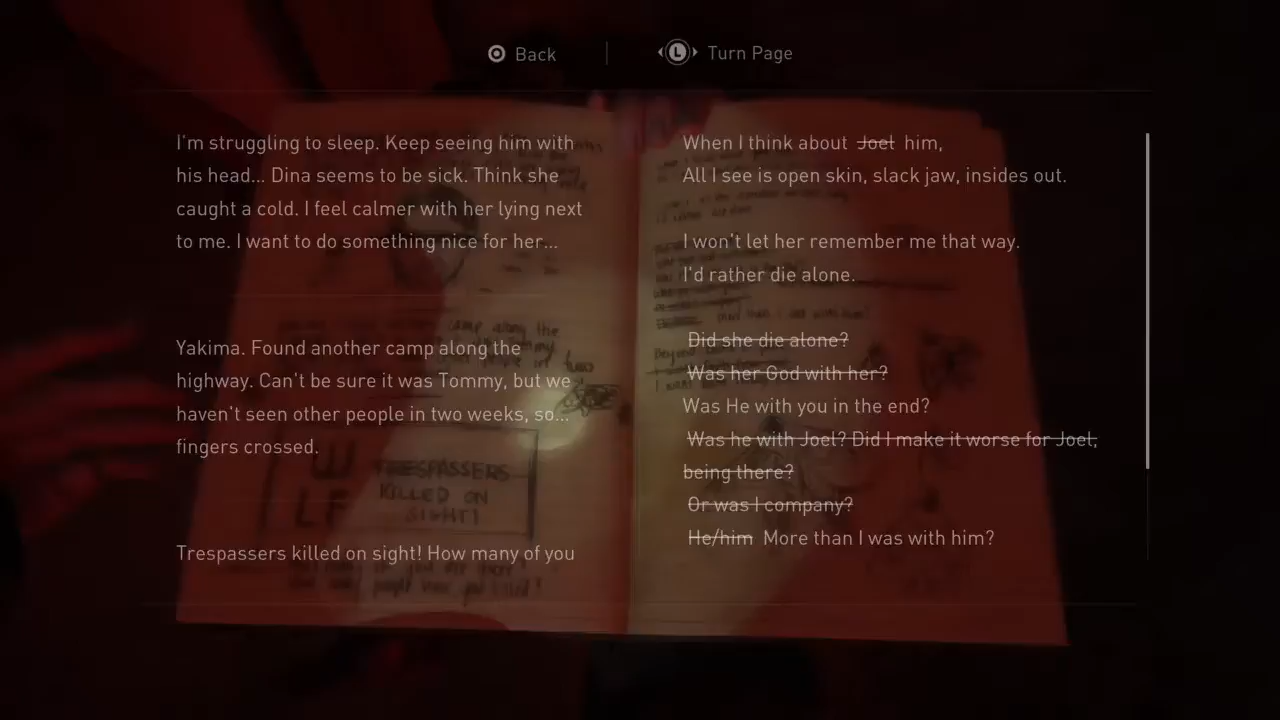 Back
Turn Page
I'm struggling to sleep. Keep seeing him with
his head... Dina seems to be sick. Think she
caught a cold. I feel calmer with her lying next
to me. I want to do something nice for her...
Yakima. Found another camp along the
highway. Can't be sure it was Tommy, but we
haven't seen other people in two weeks, so...
fingers crossed.
Trespassers killed on sight! How many of you
When I think about Joel him,
All I see is open skin, slack jaw, insides out.
I won't let her remember me that way.
I'd rather die alone.
Did she die alone?
Was her God with her?
Was He with you in the end?
Was he with Joel? Did I make it worse for Joel,
being there?
Or was I company?
He/him More than I was with him?
camp along the
W
LF
TRESPASSERS
KILLED ON
SIGHT!